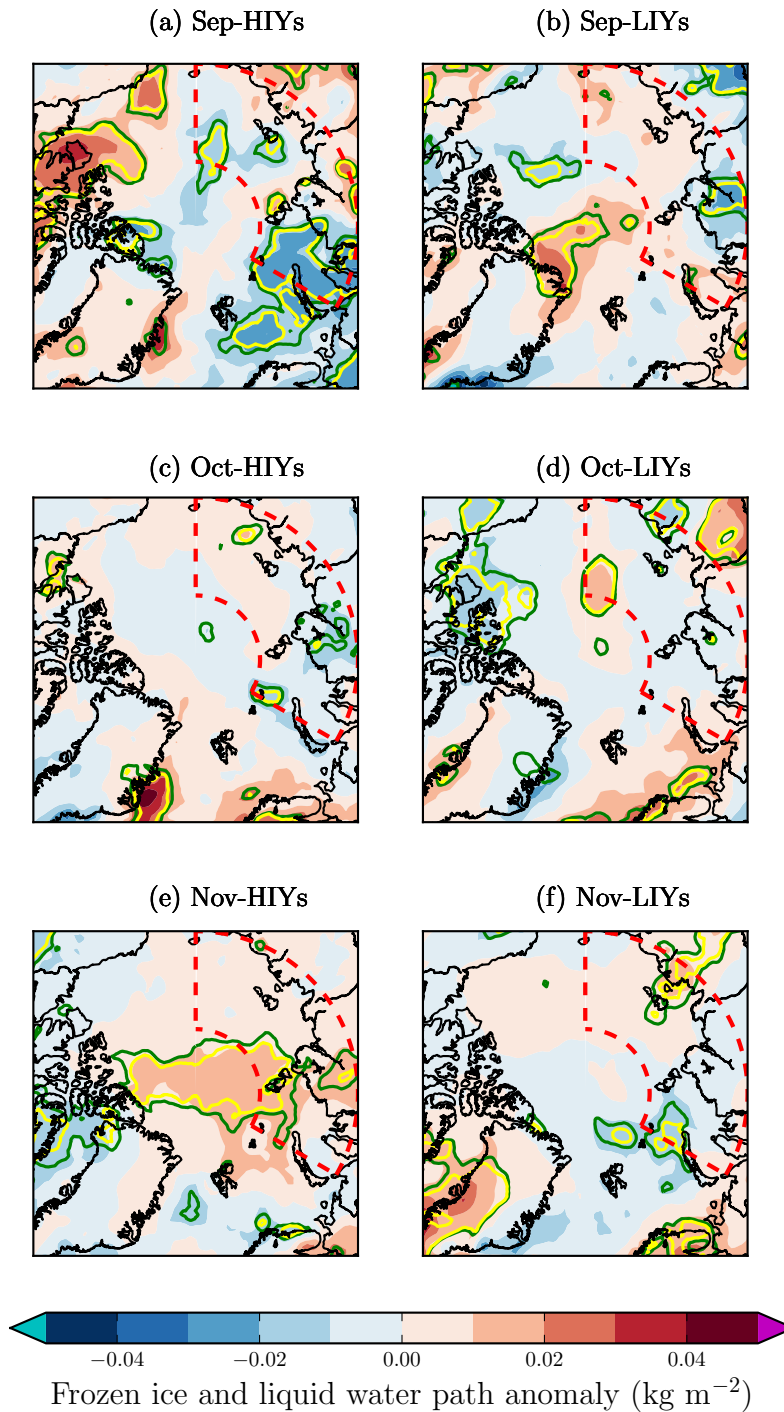 (a) Sep-HIYs
(b) Sep-LIYs
(c) Oct-HIYs
(d) Oct-LIYs
(e) Nov-HIYs
(f) Nov-LIYs
−0.04 −0.02 0.00 0.02 0.04
Frozen ice and liquid water path anomaly (kg m⁻²)